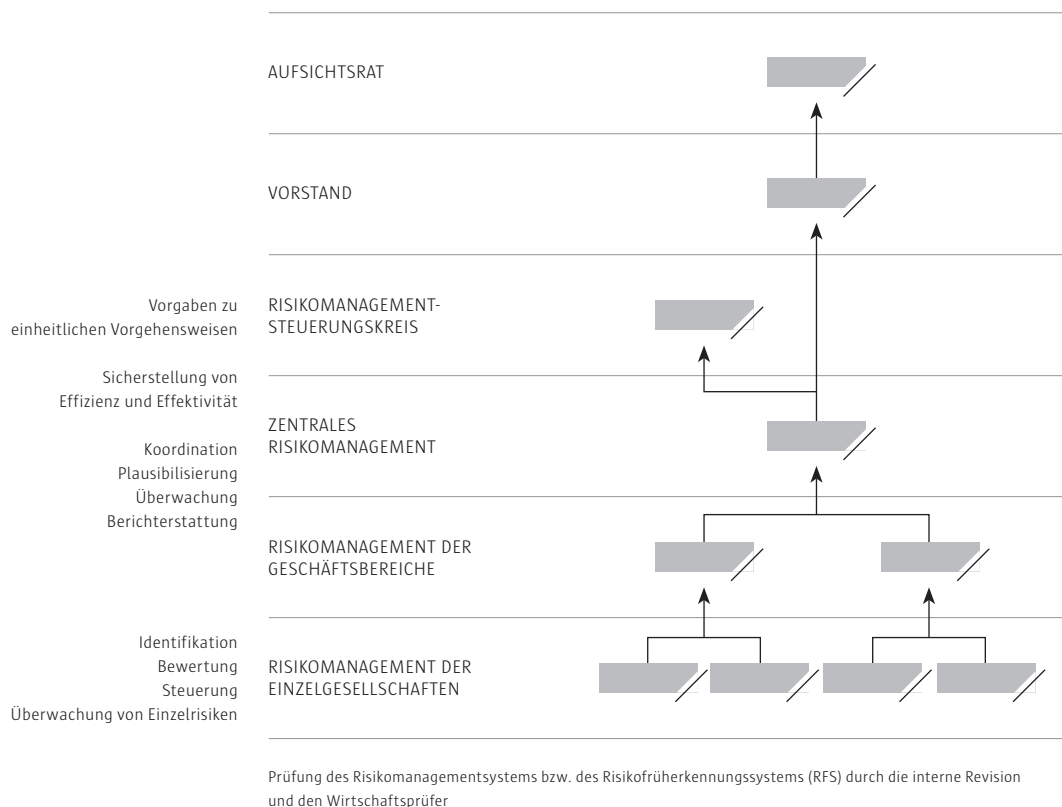 AUFSICHTSRAT
VORSTAND
Vorgaben zu
einheitlichen Vorgehensweisen
RISIKOMANAGEMENT-
STEUERUNGSKREIS
Sicherstellung von
Effizienz und Effektivität
Koordination
Plausibilisierung
Überwachung
Berichterstattung
ZENTRALES
RISIKOMANAGEMENT
RISIKOMANAGEMENT DER
GESCHÄFTSBEREICHE
Identifikation
Bewertung
Steuerung
Überwachung von Einzelrisiken
RISIKOMANAGEMENT DER
EINZELGESELLSCHAFTEN
Prüfung des Risikomanagementsystems bzw. des Risikofrüherkennungssystems (RFS) durch die interne Revision
und den Wirtschaftsprüfer